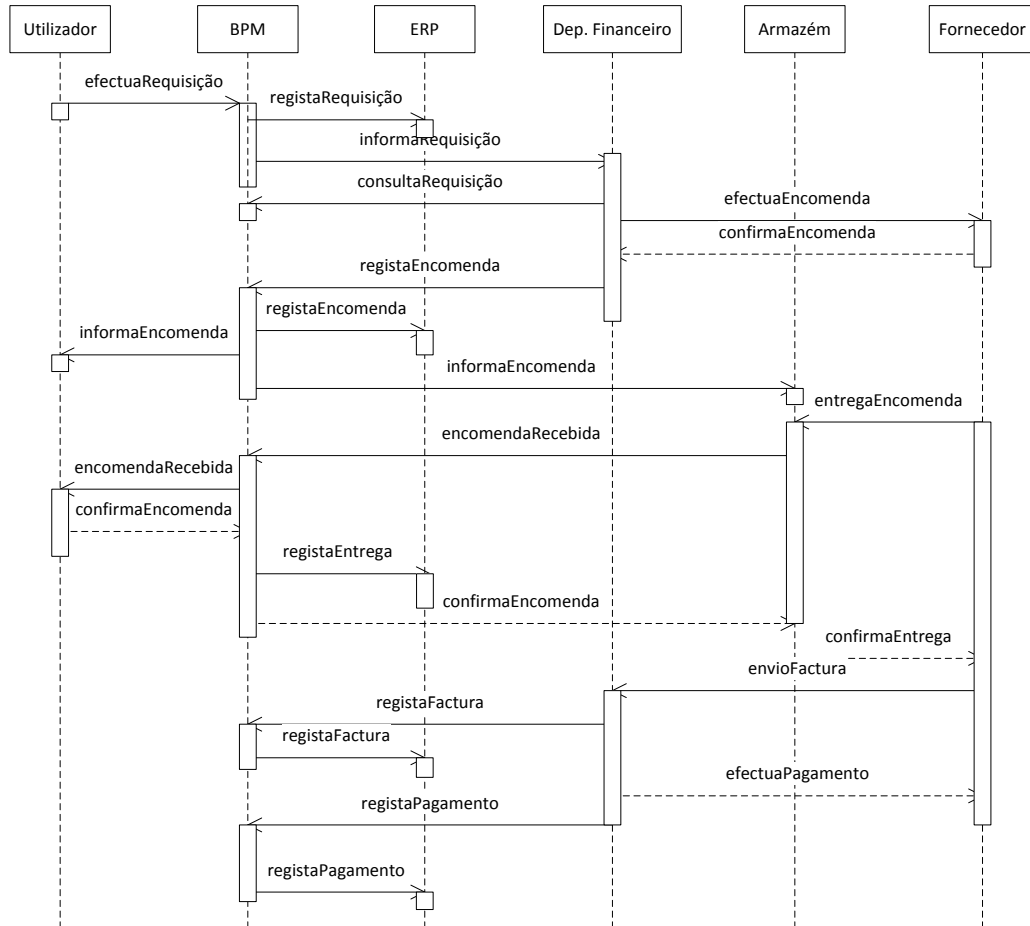 Utilizador
BPM
ERP
Dep. Financeiro
Armazém
Fornecedor
efectuaRequisição
registaRequisição
informaRequisição
consultaRequisição
efectuaEncomenda
confirmaEncomenda
registaEncomenda
registaEncomenda
informaEncomenda
informaEncomenda
entregaEncomenda
encomendaRecebida
encomendaRecebida
confirmaEncomenda
registaEntrega
confirmaEncomenda
confirmaEntrega
envioFactura
registaFactura
registaFactura
efectuaPagamento
registaPagamento
registaPagamento